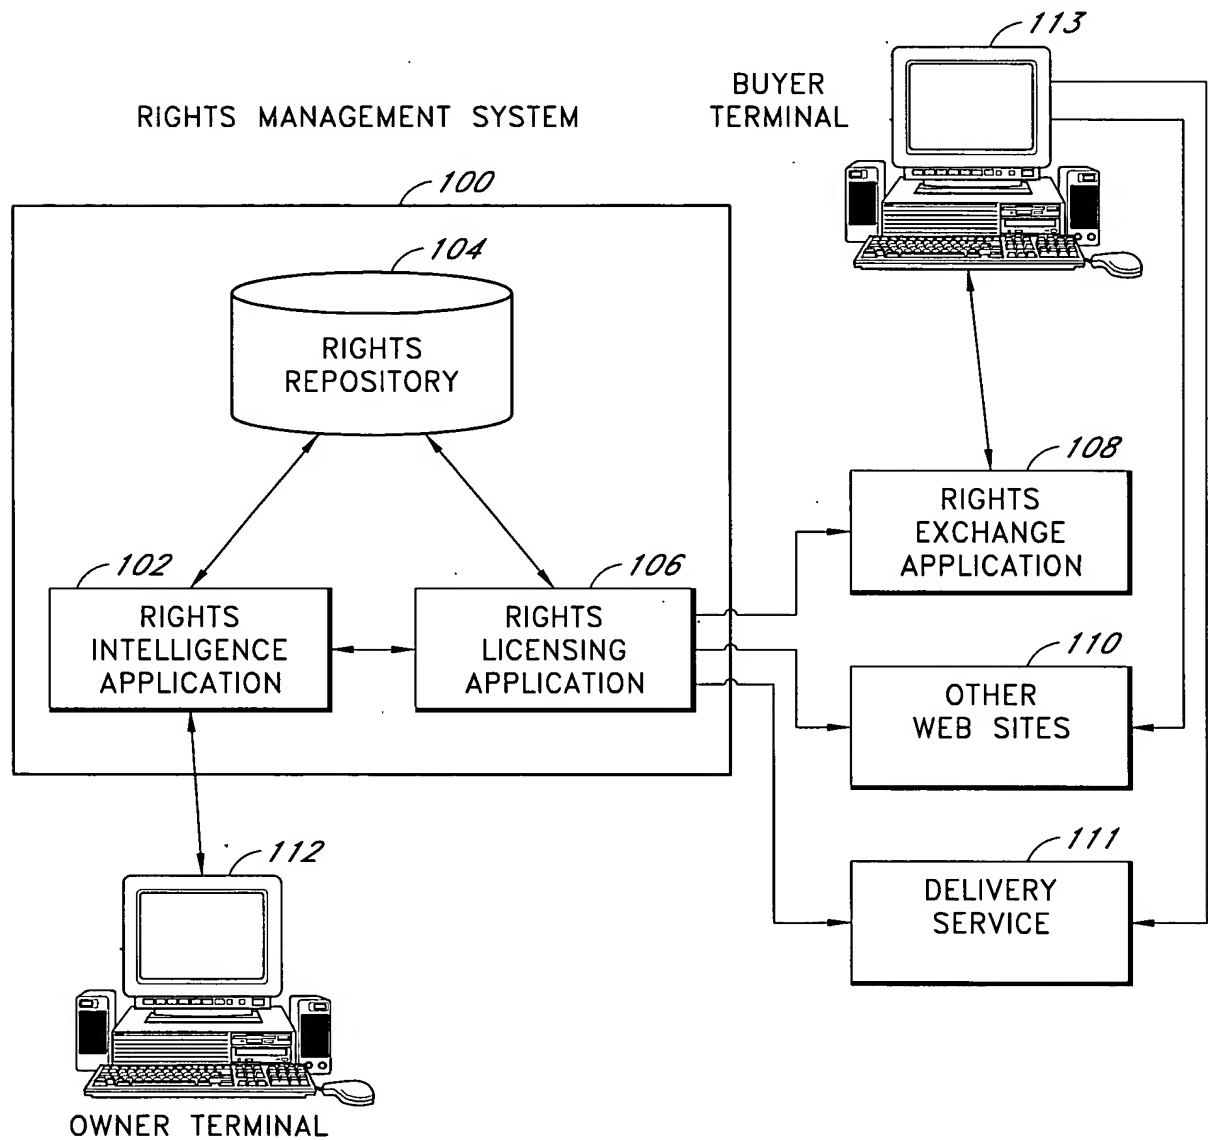 113
BUYER
TERMINAL
RIGHTS MANAGEMENT SYSTEM
100
104
RIGHTS
REPOSITORY
108
RIGHTS
EXCHANGE
APPLICATION
102
RIGHTS
INTELLIGENCE
APPLICATION
106
RIGHTS
LICENSING
APPLICATION
110
OTHER
WEB SITES
111
DELIVERY
SERVICE
112
OWNER TERMINAL